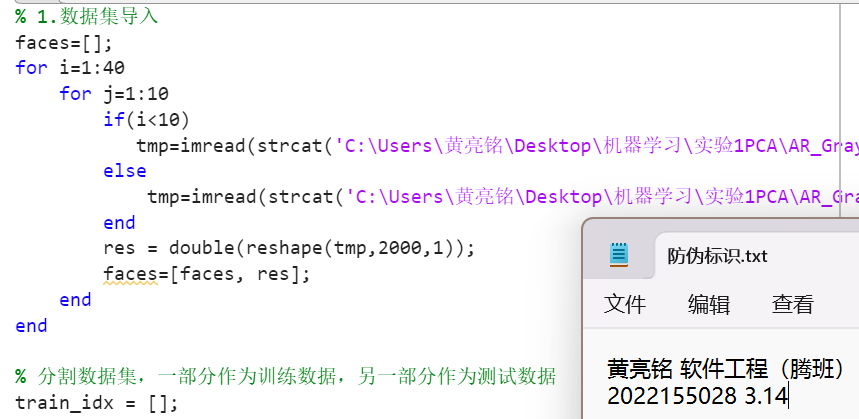 % 1.数据集导入
faces=[];
for i=1:40
for j=1:10
if(i<10)
tmp=imread(strcat('C:\Users\黄亮铭\Desktop\机器学习\实验1PCA\AR_Gray
else
tmp=imread(strcat('C:\Users\黄亮铭\Desktop\机器学习\实验1PCA\AR_Gra
end
res = double(reshape(tmp,2000,1));
faces=[faces, res];
end
end
% 分割数据集，一部分作为训练数据，另一部分作为测试数据
train_idx = [];
防伪标识.txt
文件 编辑 查看
黄亮铭 软件工程（腾班）
2022155028 3.14